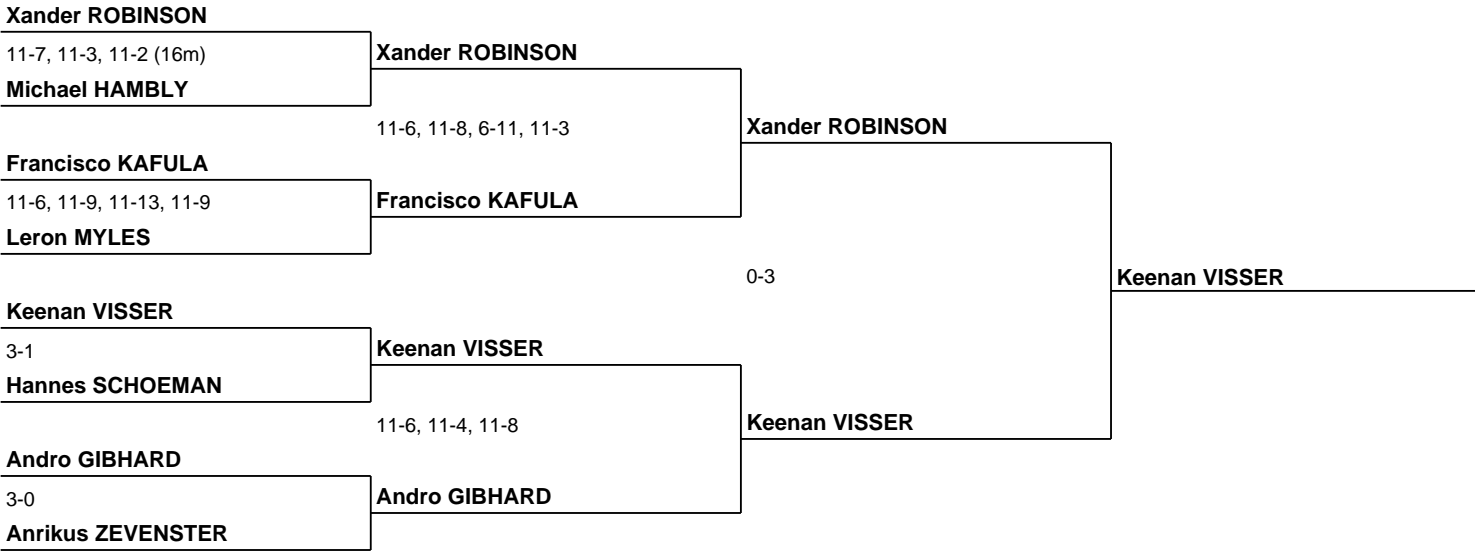 Xander ROBINSON
11-7, 11-3, 11-2 (16m)
Michael HAMBLY
Xander ROBINSON
11-6, 11-8, 6-11, 11-3
Francisco KAFULA
11-6, 11-9, 11-13, 11-9
Leron MYLES
Francisco KAFULA
Xander ROBINSON
0-3
Keenan VISSER
Keenan VISSER
3-1
Hannes SCHOEMAN
Keenan VISSER
11-6, 11-4, 11-8
Keenan VISSER
Andro GIBHARD
3-0
Anrikus ZEVENSTER
Andro GIBHARD